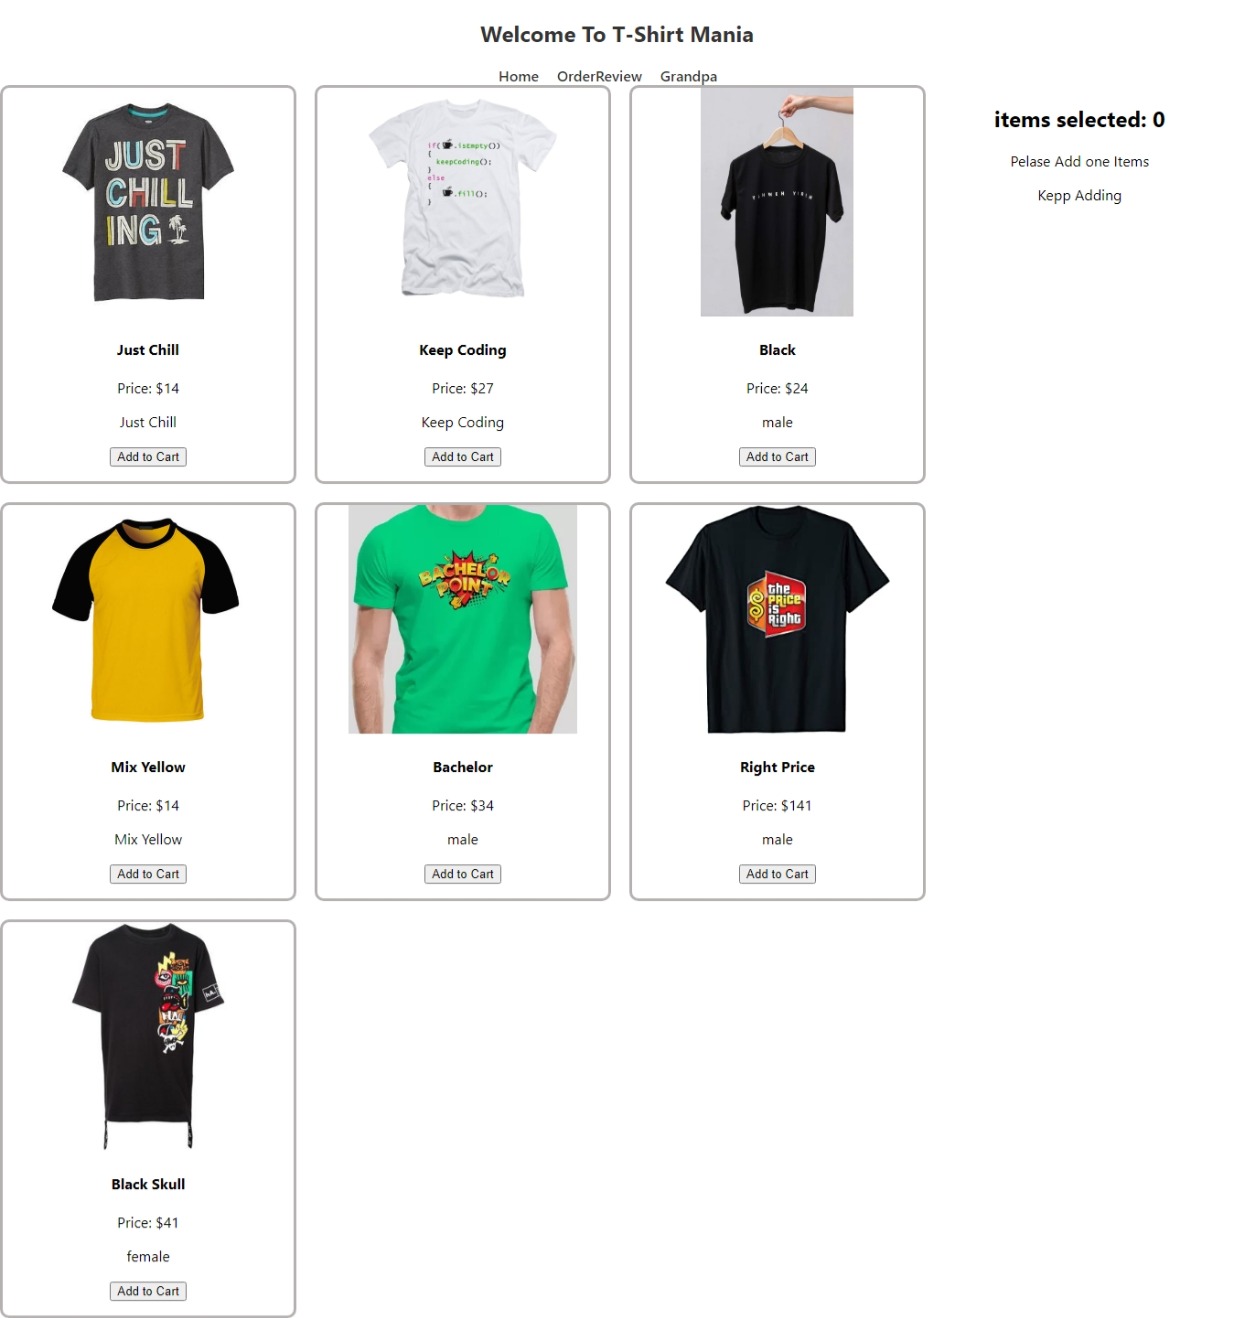 Welcome To T-Shirt Mania
Home OrderReview Grandpa
JUST
CHILL
ING
Just Chill
Price: $14
Just Chill
Add to Cart
if(.isEmpty())
{
keepCoding();
}
else
{
.fill();
}
Keep Coding
Price: $27
Keep Coding
Add to Cart
Black
Price: $24
male
Add to Cart
items selected: 0
Pelase Add one Items
Kepp Adding
Mix Yellow
Price: $14
Mix Yellow
Add to Cart
BACHELOR
POINT
Bachelor
Price: $34
male
Add to Cart
the
PRICE
is
Right
Right Price
Price: $141
male
Add to Cart
Black Skull
Price: $41
female
Add to Cart